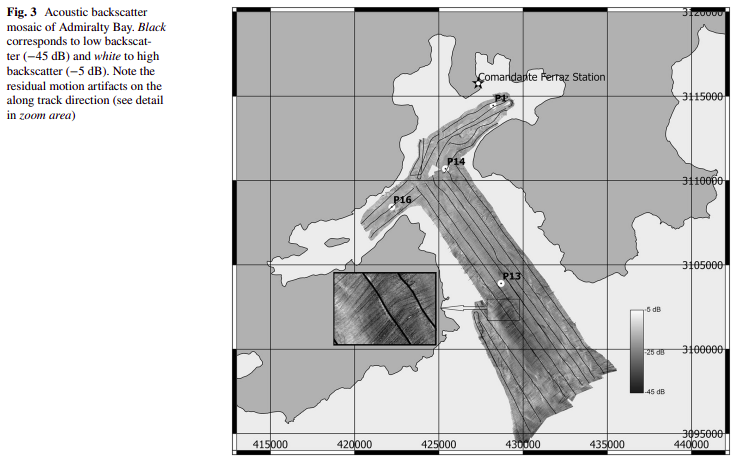 Fig. 3 Acoustic backscatter
mosaic of Admiralty Bay. Black
corresponds to low backscat-
ter (−45 dB) and white to high
backscatter (−5 dB). Note the
residual motion artifacts on the
along track direction (see detail
in zoom area)
3120000
Comandante Ferraz Station
P1
3115000
P14
3110000
P16
3105000
P13
-5 dB
-25 dB
3100000
-45 dB
3095000
415000
420000
425000
430000
435000
440000